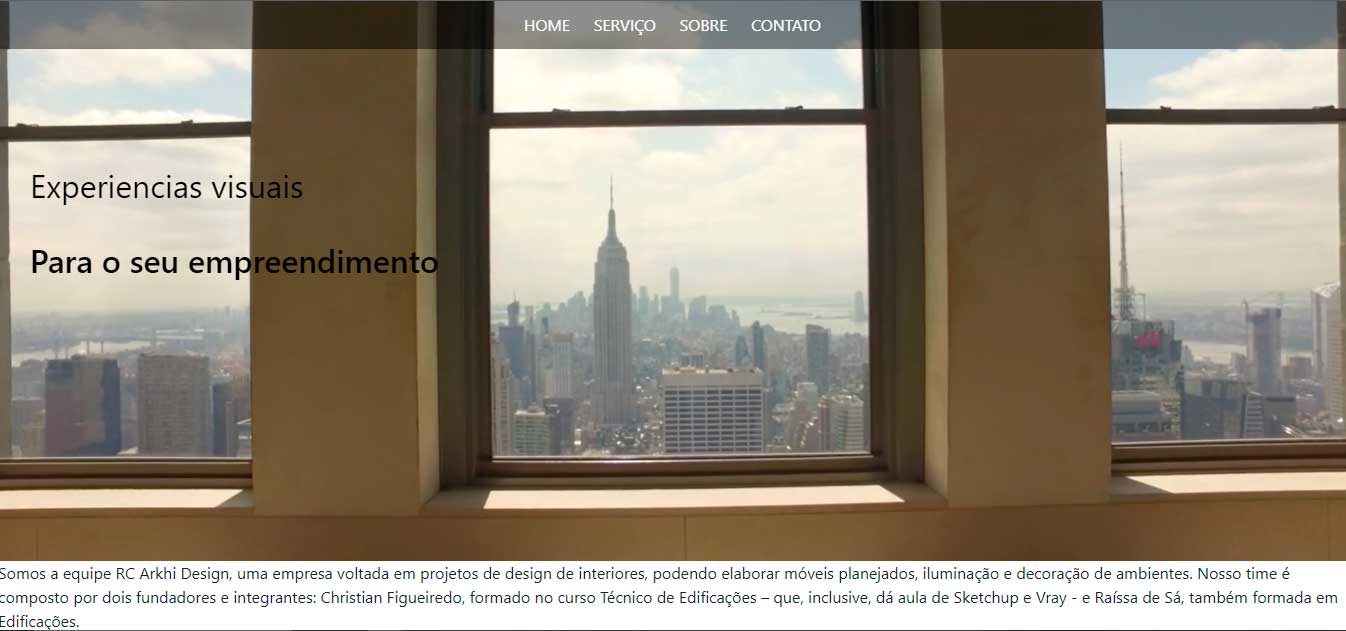 HOME SERVIÇO SOBRE CONTATO
Experiencias visuais
Para o seu empreendimento
Somos a equipe RC Arkhi Design, uma empresa voltada em projetos de design de interiores, podendo elaborar móveis planejados, iluminação e decoração de ambientes. Nosso time é
composto por dois fundadores e integrantes: Christian Figueiredo, formado no curso Técnico de Edificações – que, inclusive, dá aula de Sketchup e Vray - e Raíssa de Sá, também formada em
Edificações.